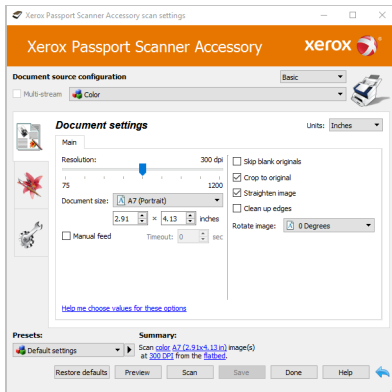 Xerox Passport Scanner Accessory scan settings
Xerox Passport Scanner Accessory
xerox
Document source configuration
Basic
Multi-stream
Color
Document settings
Units: Inches
Main
Resolution: 300 dpi
75 1200
Document size: A7 (Portrait)
2.91 × 4.13 inches
Manual feed Timeout: 0 sec
Skip blank originals
Crop to original
Straighten image
Clean up edges
Rotate image: 0 Degrees
Help me choose values for these options
Presets:
Default settings
Summary:
Scan color A7 (2.91x4.13 in) image(s)
at 300 DPI from the flatbed.
Restore defaults Preview Scan Save Done Help